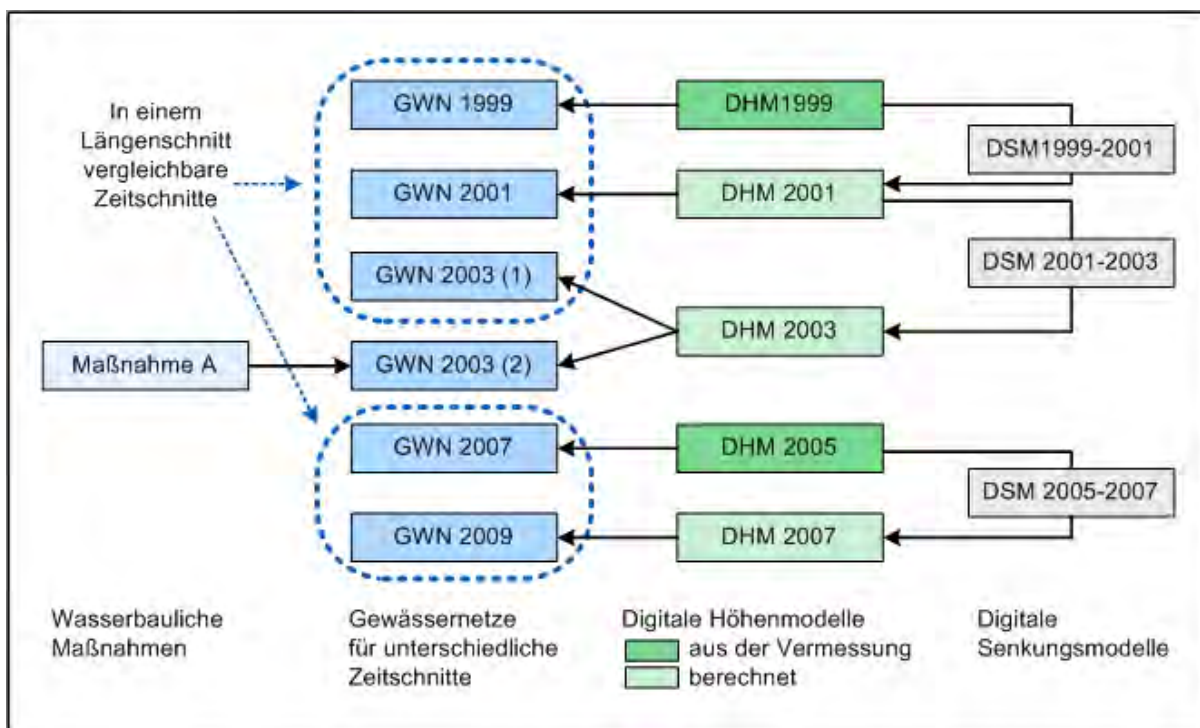 In einem
Längenschnitt
vergleichbare
Zeitschnitte
GWN 1999
DHM1999
DSM1999-2001
GWN 2001
DHM 2001
DSM 2001-2003
GWN 2003 (1)
DHM 2003
Maßnahme A
GWN 2003 (2)
GWN 2007
DHM 2005
DSM 2005-2007
GWN 2009
DHM 2007
Wasserbauliche
Maßnahmen
Gewässernetze
für unterschiedliche
Zeitschnitte
Digitale Höhenmodelle
aus der Vermessung
berechnet
Digitale
Senkungsmodelle